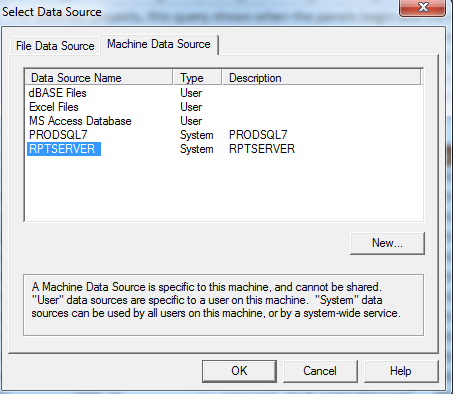 Select Data Source
File Data Source Machine Data Source
Data Source Name Type Description
dBASE Files User
Excel Files User
MS Access Database User
PRODSQL7 System PRODSQL7
RPTSERVER System RPTSERVER
New...
A Machine Data Source is specific to this machine, and cannot be shared.
"User" data sources are specific to a user on this machine. "System" data
sources can be used by all users on this machine, or by a system-wide service.
OK Cancel Help